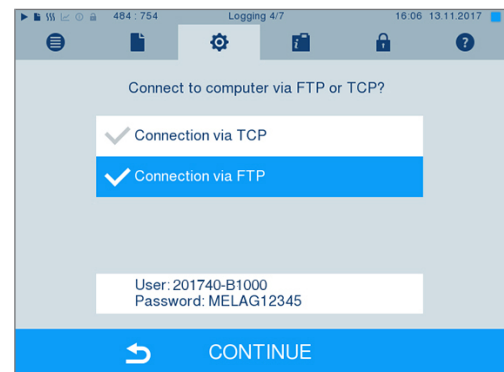 484 : 754 Logging 4/7 16:06 13.11.2017
Connect to computer via FTP or TCP?
Connection via TCP
Connection via FTP
User: 201740-B1000
Password: MELAG12345
CONTINUE